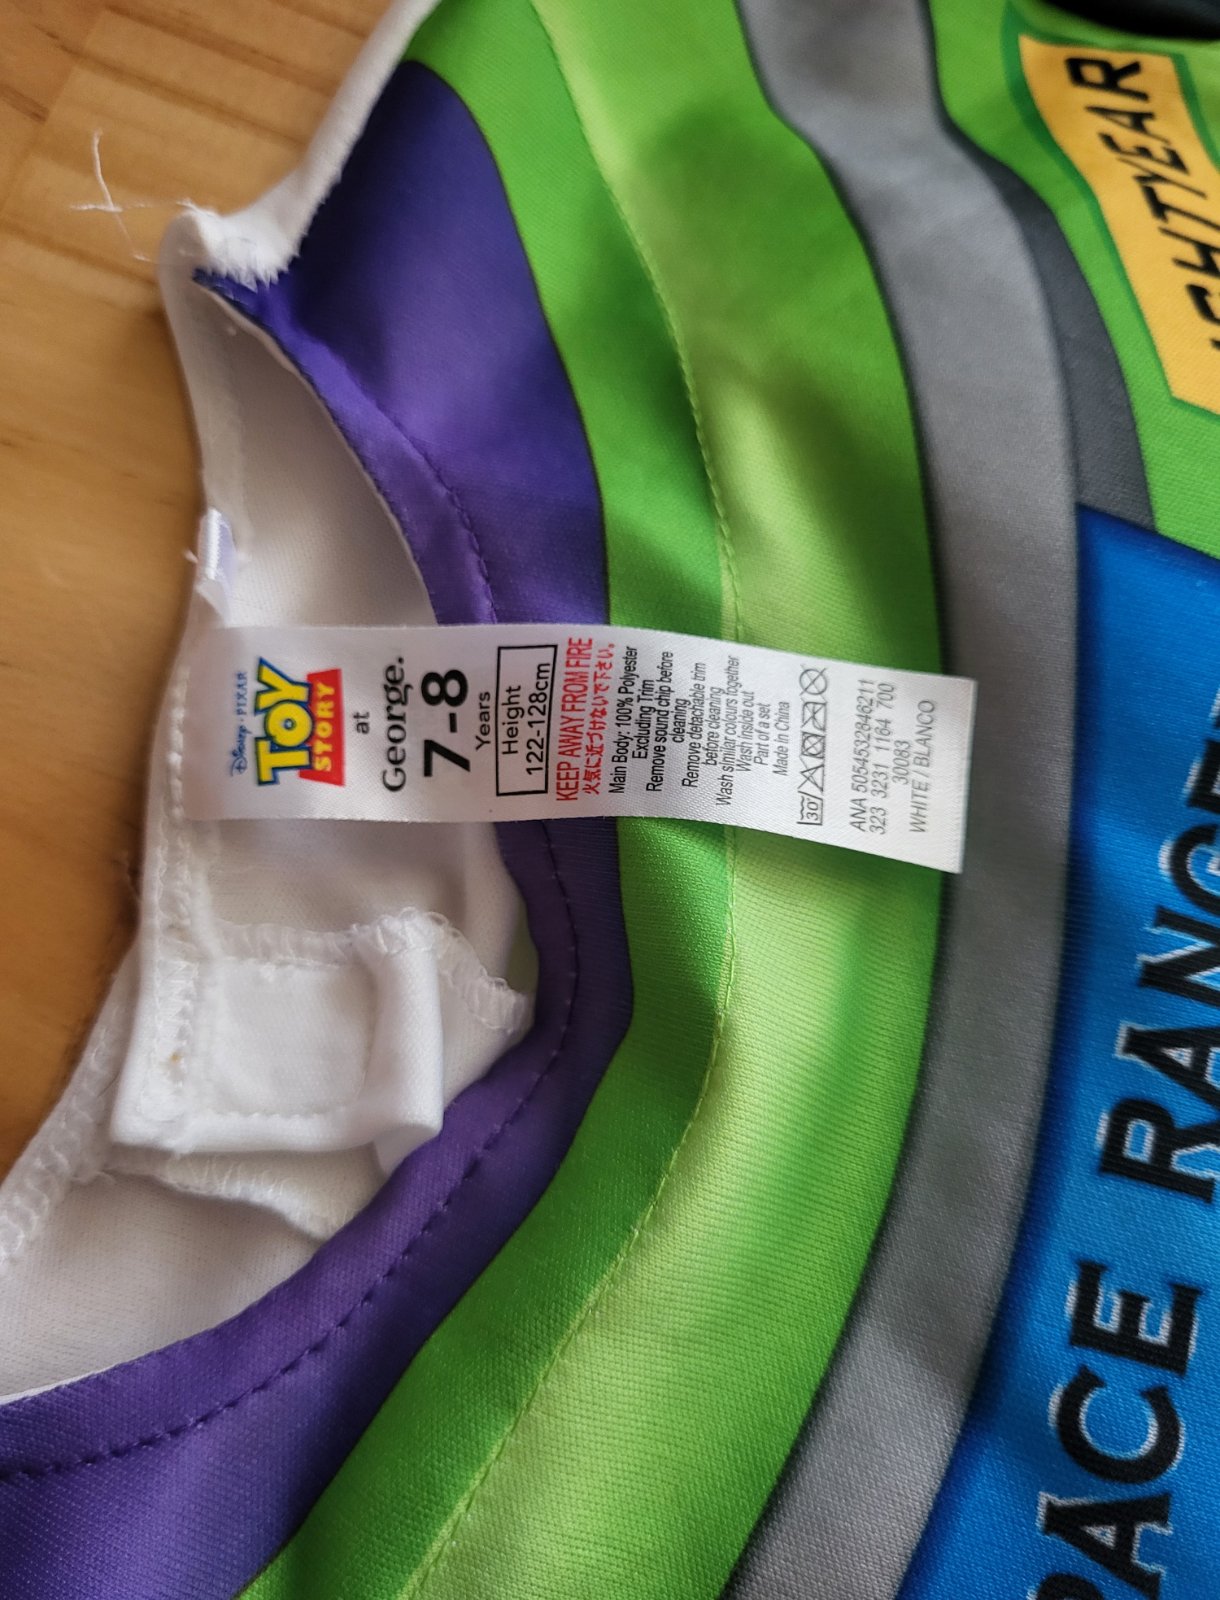 Disney · PIXAR
TOY
STORY
at
George.
7-8
Years
Height
122-128cm
KEEP AWAY FROM FIRE
火気に近づけないで下さい。
Main Body: 100% Polyester
Excluding Trim
Remove sound chip before
cleaning
Remove detachable trim
before cleaning
Wash similar colours together
Wash inside out
Part of a set
Made in China
30
ANA 5054532846211
323 3231 1164 700
30083
WHITE / BLANCO
GHTYEAR
PACE RANGER